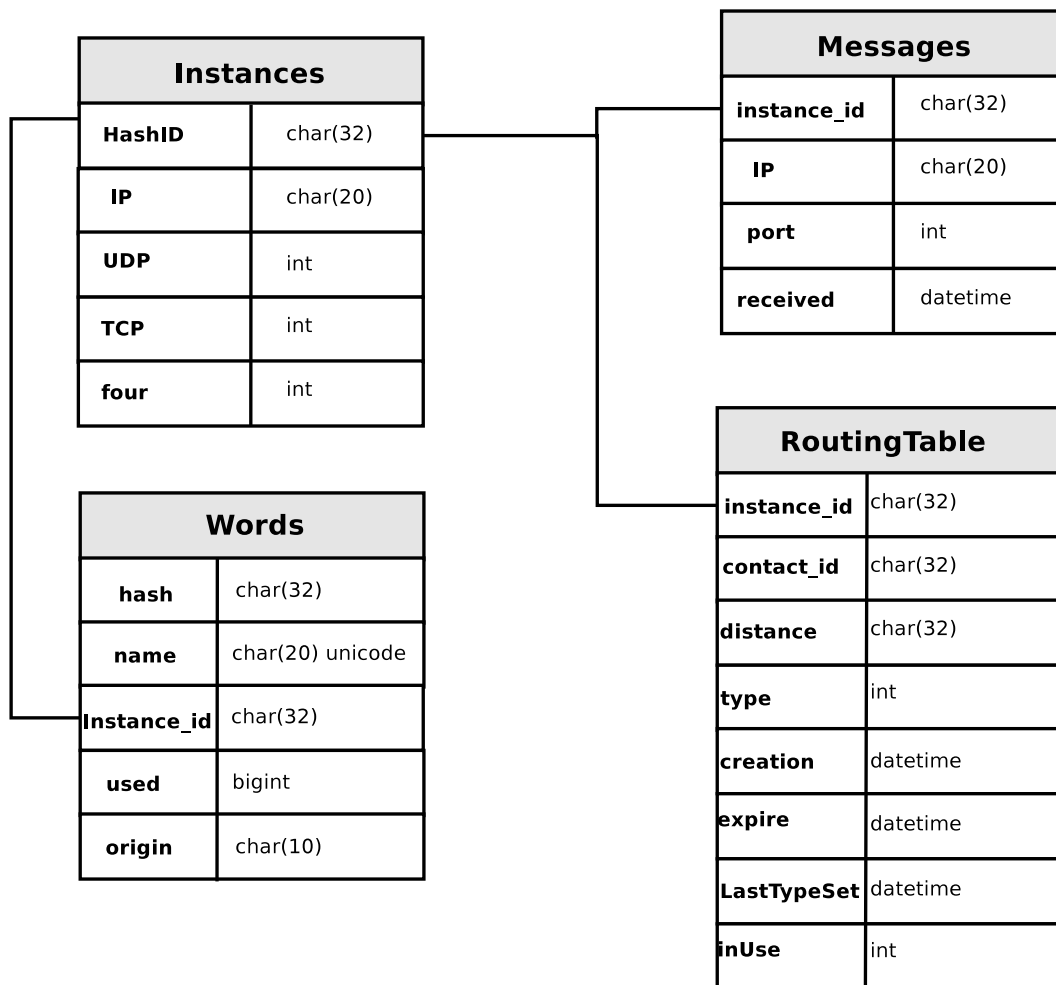 Instances
HashID char(32)
IP char(20)
UDP int
TCP int
four int
Messages
instance_id char(32)
IP char(20)
port int
received datetime
Words
hash char(32)
name char(20) unicode
Instance_id char(32)
used bigint
origin char(10)
RoutingTable
instance_id char(32)
contact_id char(32)
distance char(32)
type int
creation datetime
expire datetime
LastTypeSet datetime
inUse int